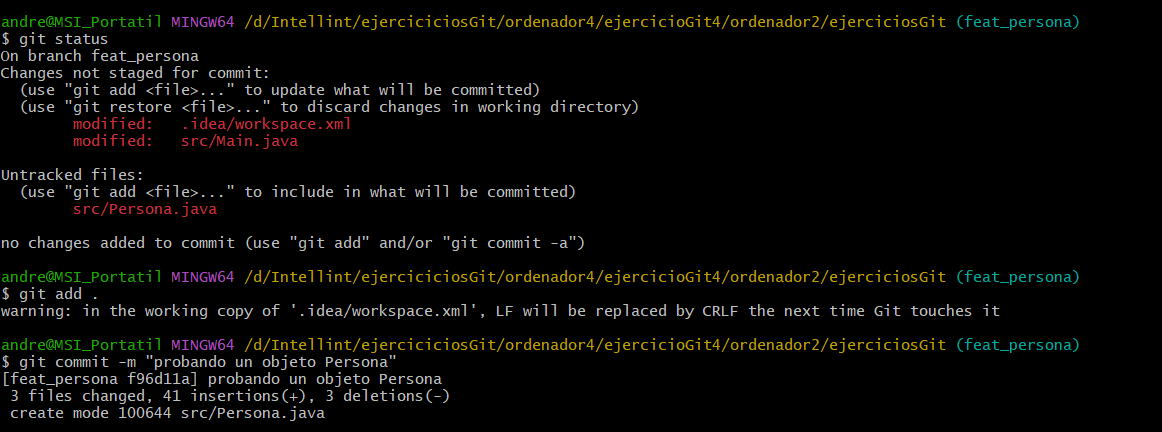 andre@MSI_Portatil MINGW64 /d/Intellint/ejerciciciosGit/ordenador4/ejercicioGit4/ordenador2/ejerciciosGit (feat_persona)
$ git status
On branch feat_persona
Changes not staged for commit:
  (use "git add <file>..." to update what will be committed)
  (use "git restore <file>..." to discard changes in working directory)
        modified:   .idea/workspace.xml
        modified:   src/Main.java

Untracked files:
  (use "git add <file>..." to include in what will be committed)
        src/Persona.java

no changes added to commit (use "git add" and/or "git commit -a")

andre@MSI_Portatil MINGW64 /d/Intellint/ejerciciciosGit/ordenador4/ejercicioGit4/ordenador2/ejerciciosGit (feat_persona)
$ git add .
warning: in the working copy of '.idea/workspace.xml', LF will be replaced by CRLF the next time Git touches it

andre@MSI_Portatil MINGW64 /d/Intellint/ejerciciciosGit/ordenador4/ejercicioGit4/ordenador2/ejerciciosGit (feat_persona)
$ git commit -m "probando un objeto Persona"
[feat_persona f96d11a] probando un objeto Persona
 3 files changed, 41 insertions(+), 3 deletions(-)
 create mode 100644 src/Persona.java